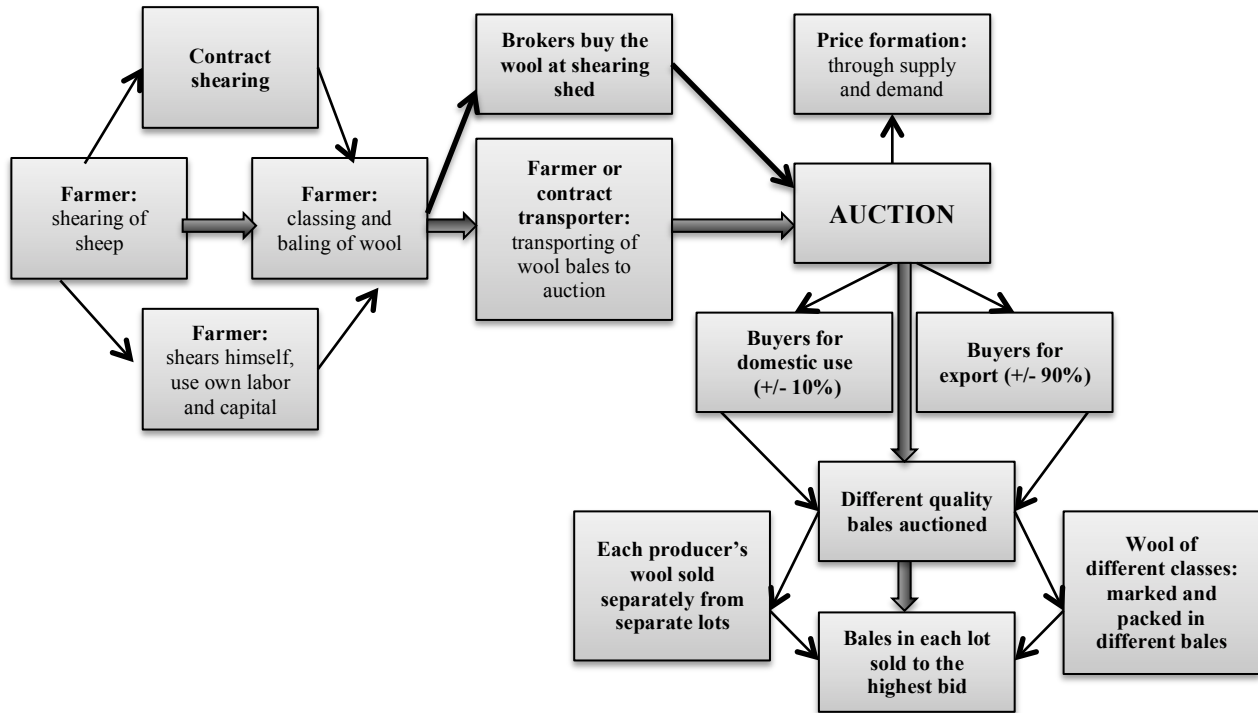 Contract
shearing
Brokers buy the
wool at shearing
shed
Price formation:
through supply
and demand
Farmer:
shearing of
sheep
Farmer:
classing and
baling of wool
Farmer or
contract
transporter:
transporting of
wool bales to
auction
AUCTION
Farmer:
shears himself,
use own labor
and capital
Buyers for
domestic use
(+/- 10%)
Buyers for
export (+/- 90%)
Different quality
bales auctioned
Each producer’s
wool sold
separately from
separate lots
Wool of
different classes:
marked and
packed in
different bales
Bales in each lot
sold to the
highest bid